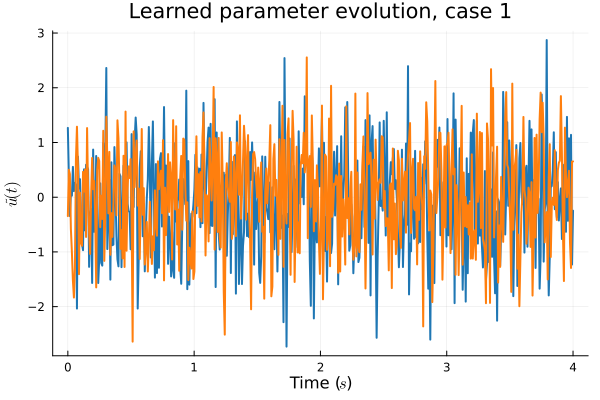 Learned parameter evolution, case 1
3
2
1
0
−1
−2
ũ(t)
0 1 2 3 4
Time (s)